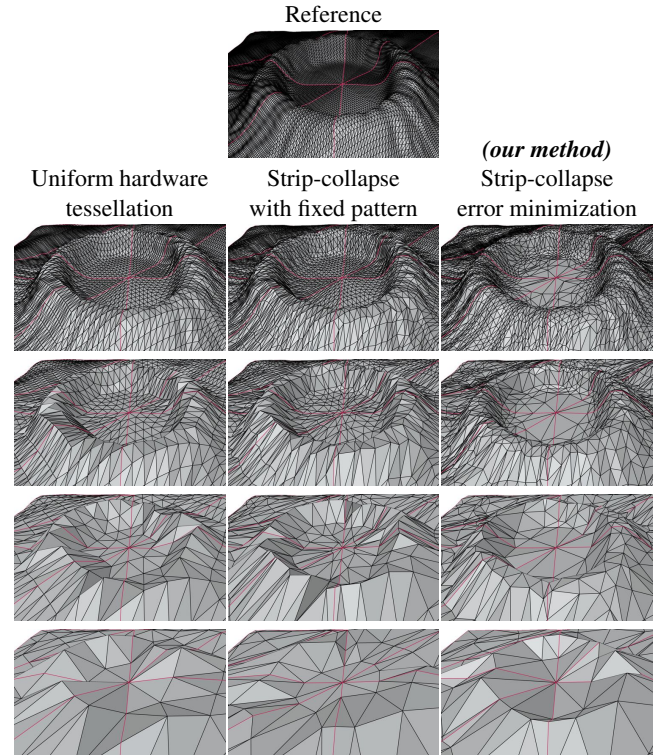 Reference
(our method)
Uniform hardware
tessellation
Strip-collapse
with fixed pattern
Strip-collapse
error minimization